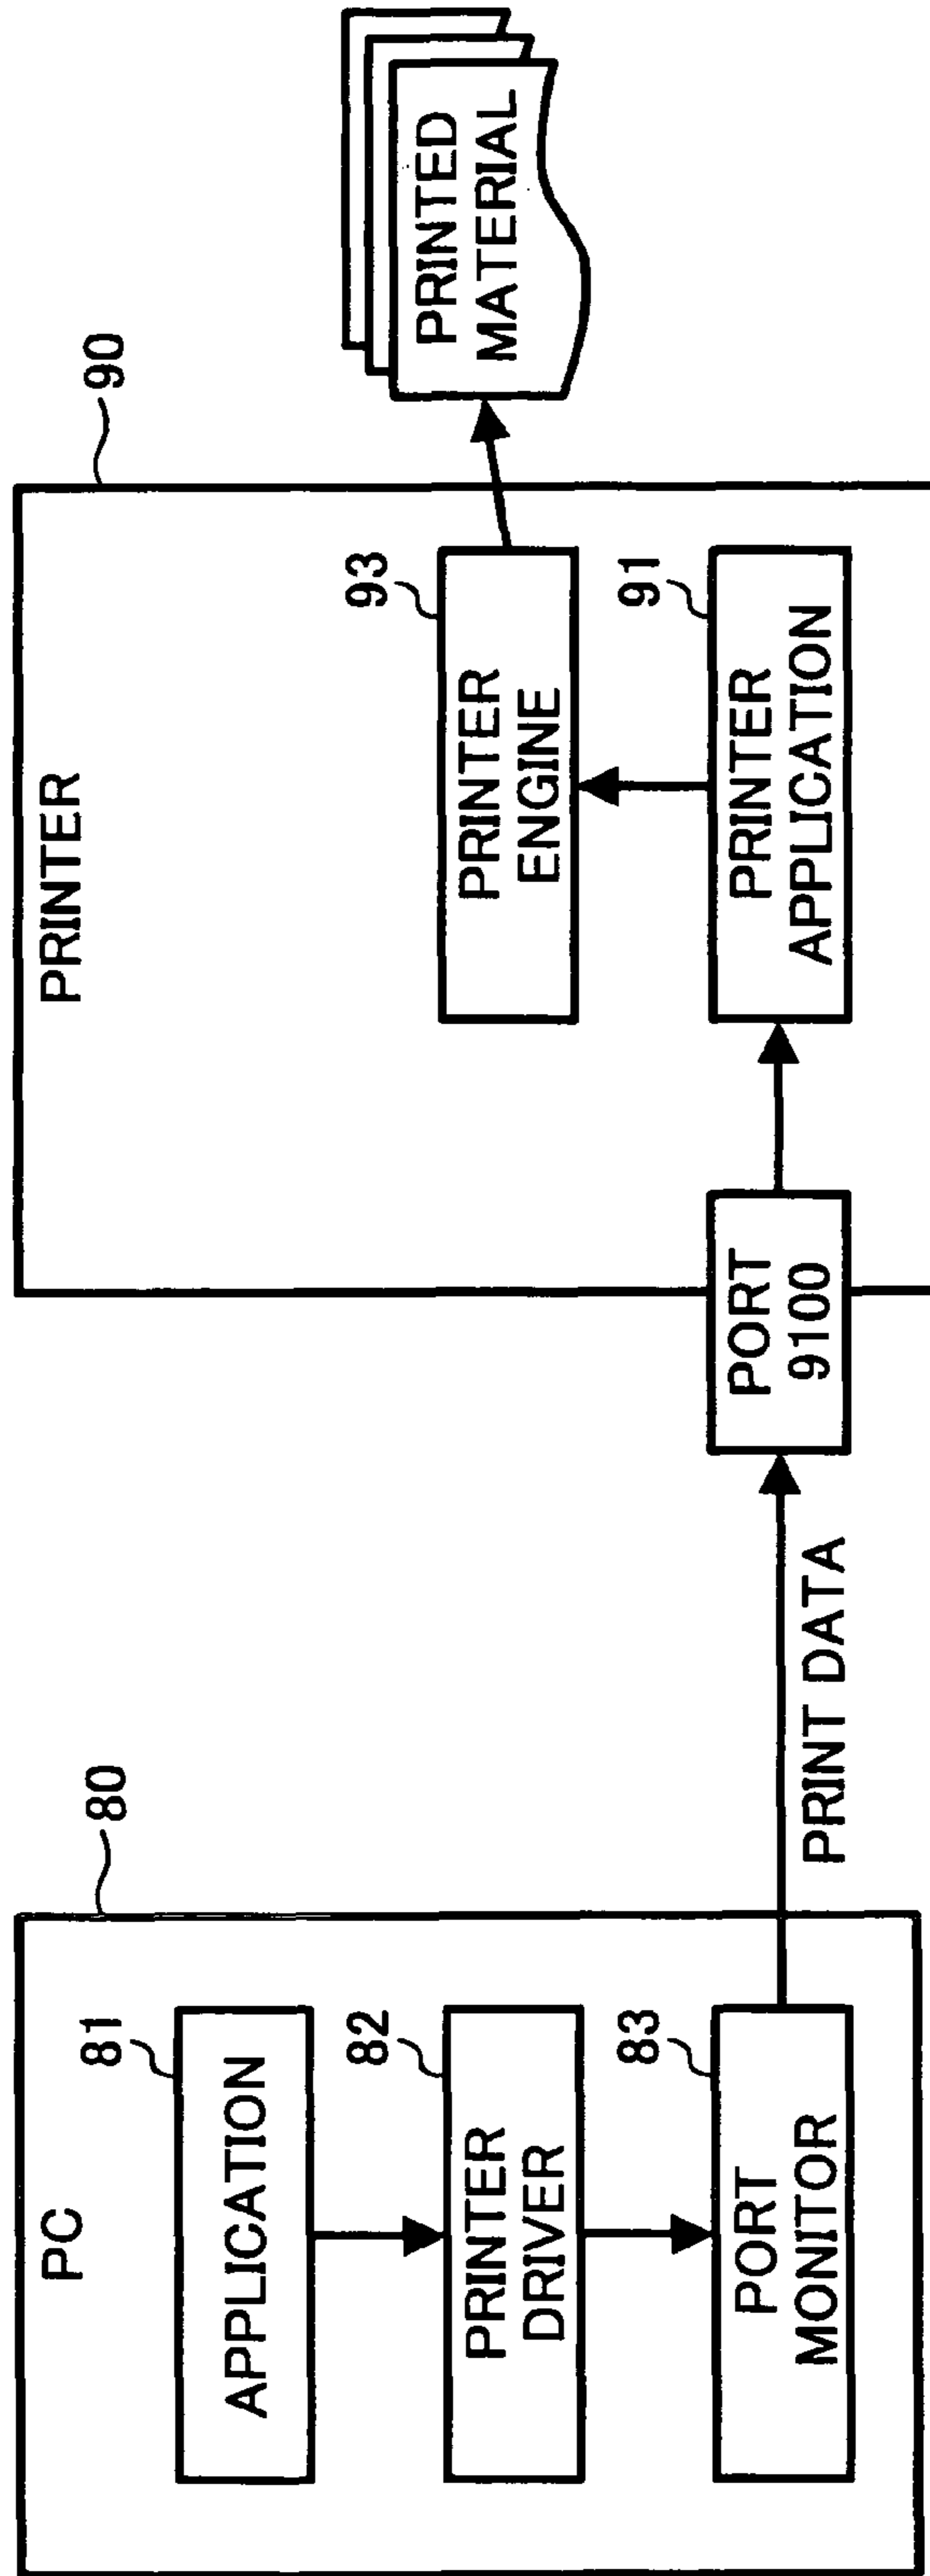 PC
80
81
APPLICATION
82
PRINTER
DRIVER
83
PORT
MONITOR
PRINT DATA
PORT
9100
PRINTER
90
93
PRINTER
ENGINE
91
PRINTER
APPLICATION
PRINTED
MATERIAL